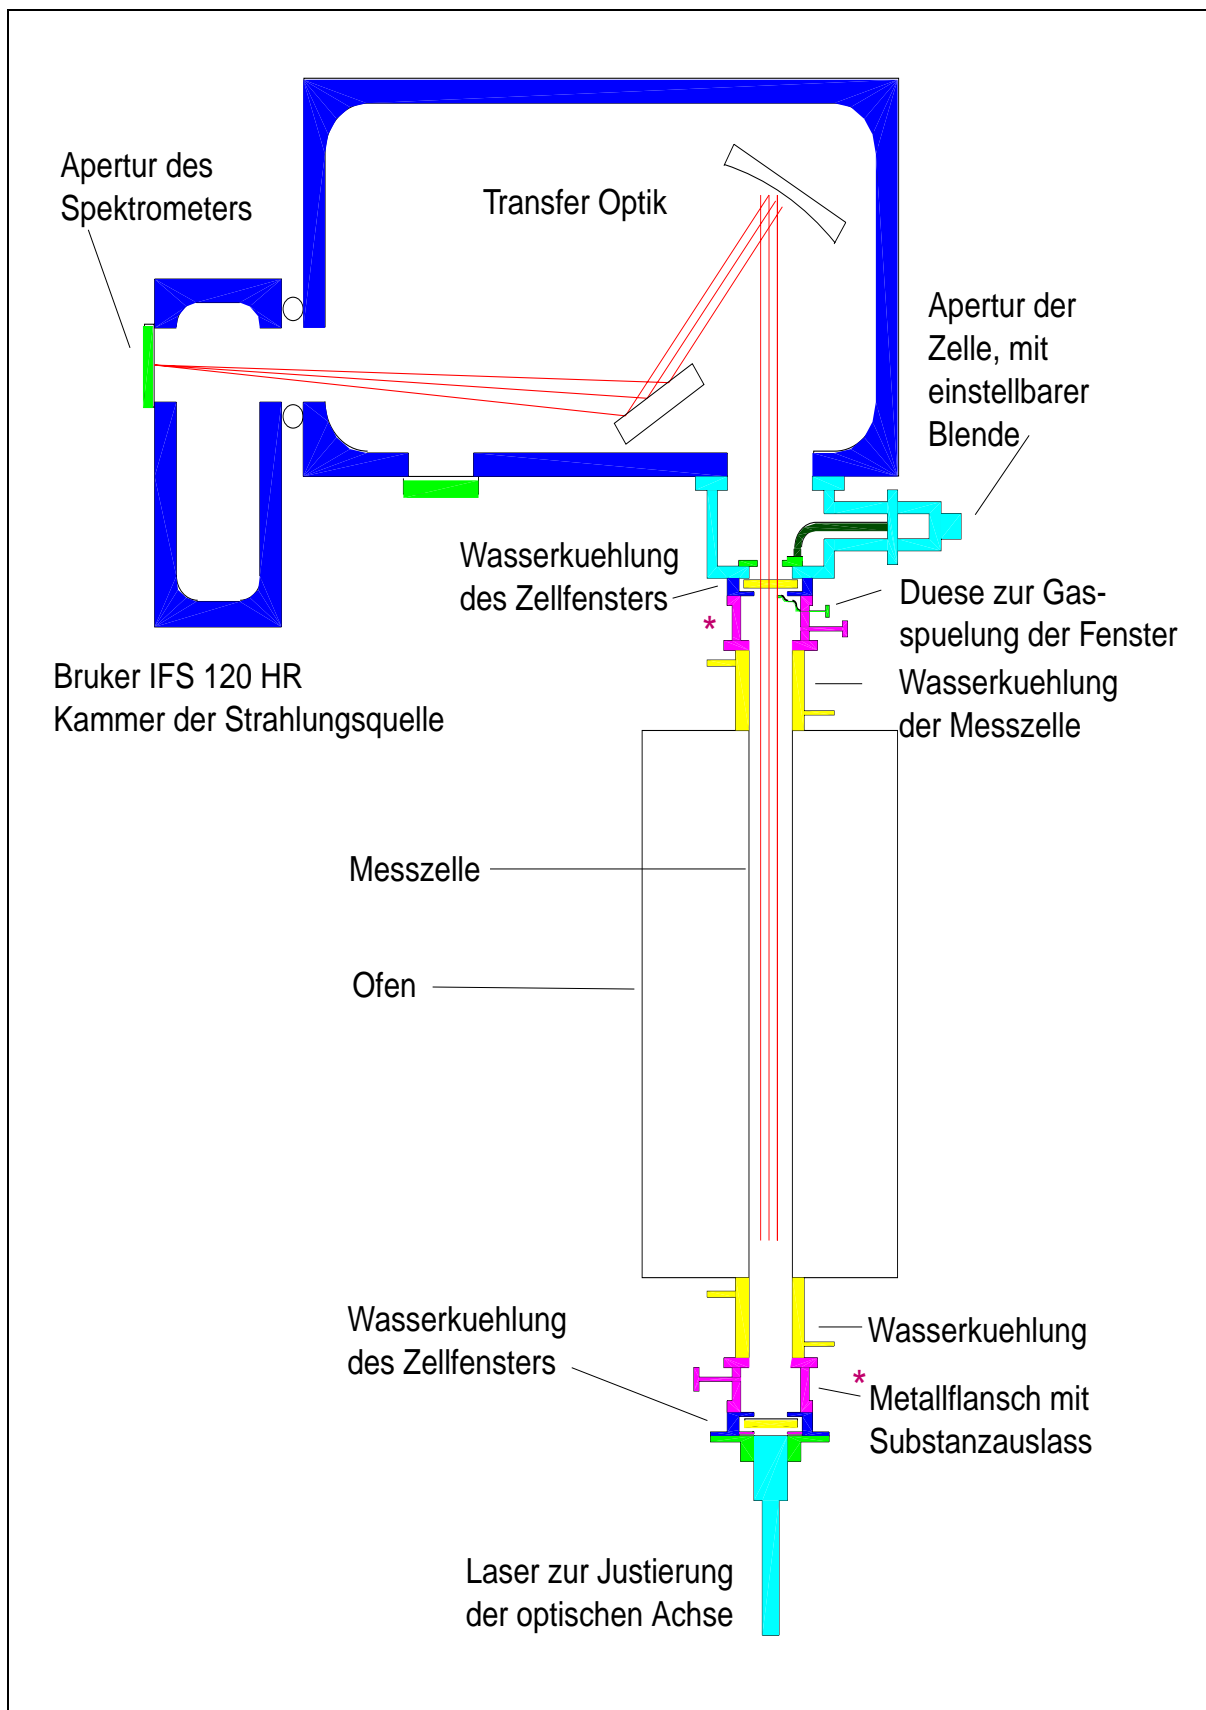 Apertur des
Spektrometers
Transfer Optik
Apertur der
Zelle, mit
einstellbarer
Blende
Wasserkuehlung
des Zellfensters
Duese zur Gas-
spuelung der Fenster
*
Bruker IFS 120 HR
Kammer der Strahlungsquelle
Wasserkuehlung
der Messzelle
Messzelle
Ofen
Wasserkuehlung
des Zellfensters
Wasserkuehlung
*
Metallflansch mit
Substanzauslass
Laser zur Justierung
der optischen Achse